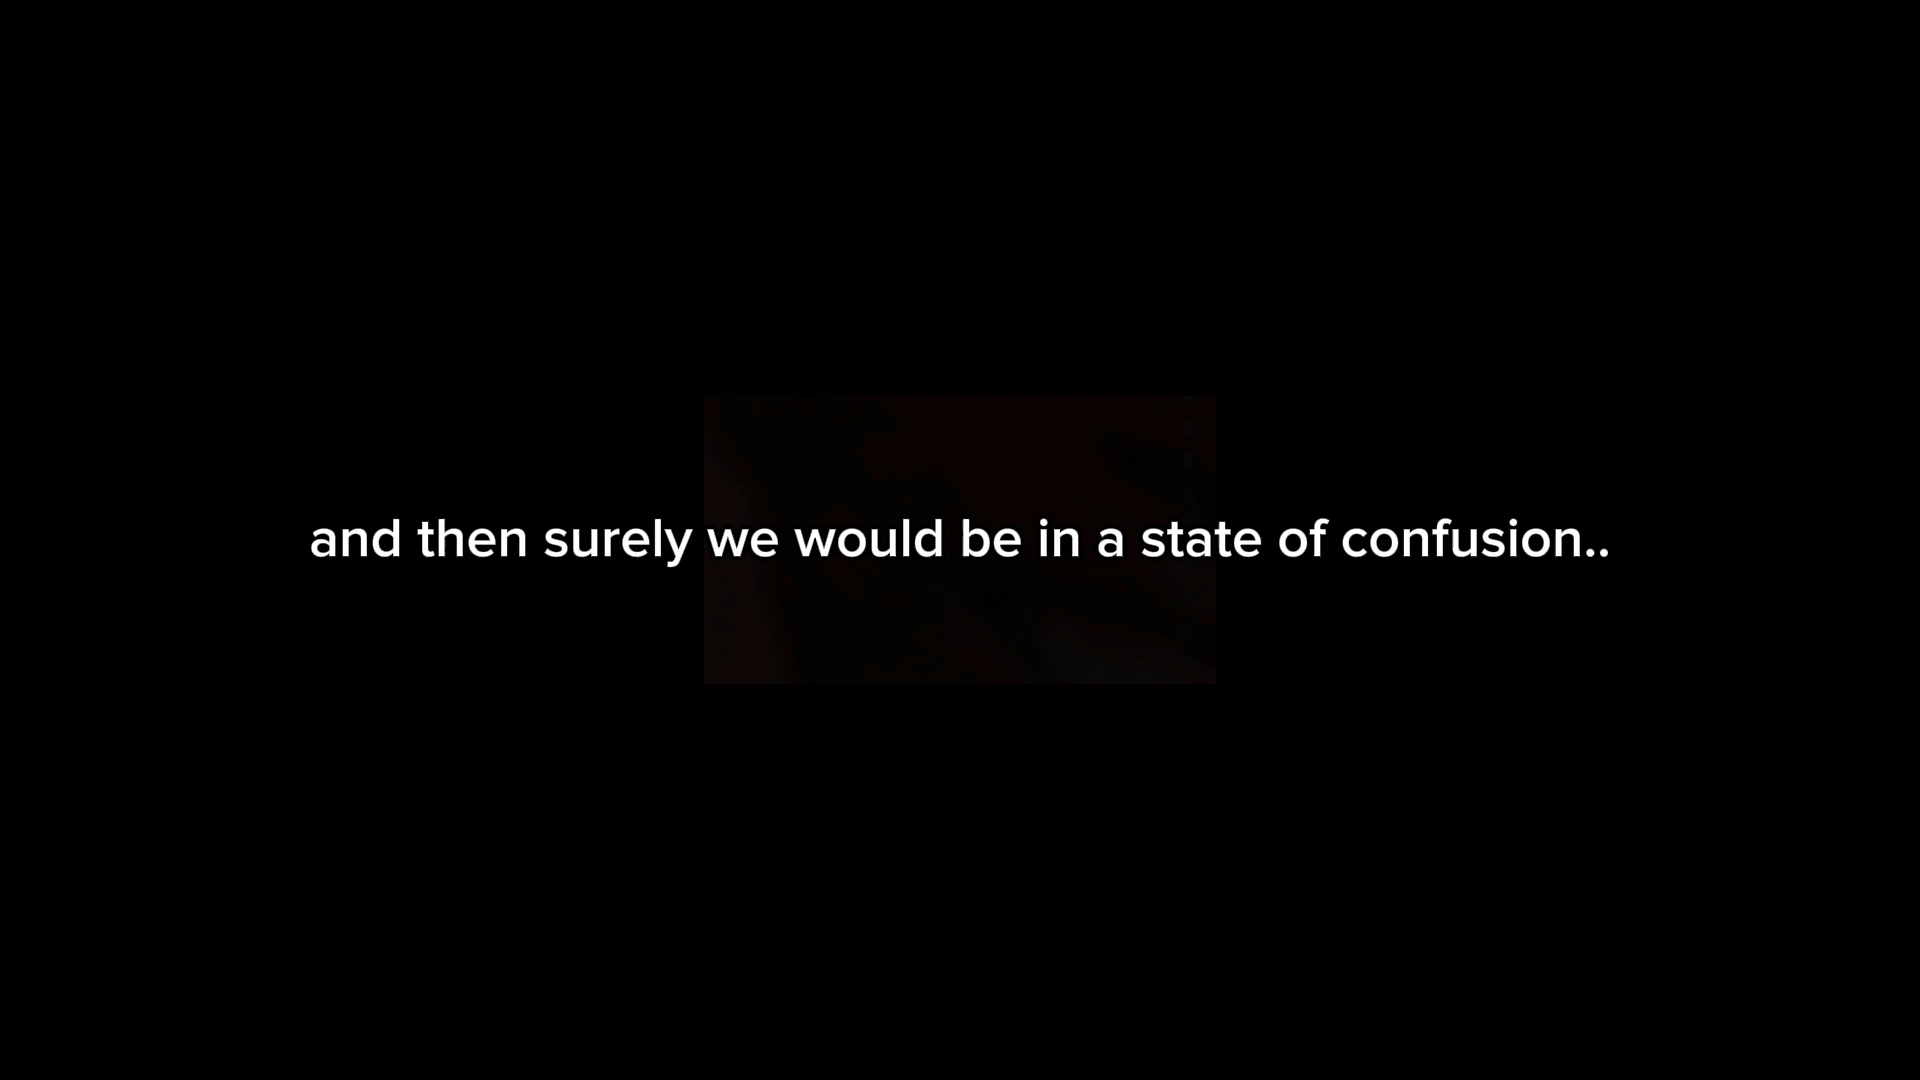 and then surely we would be in a state of confusion..